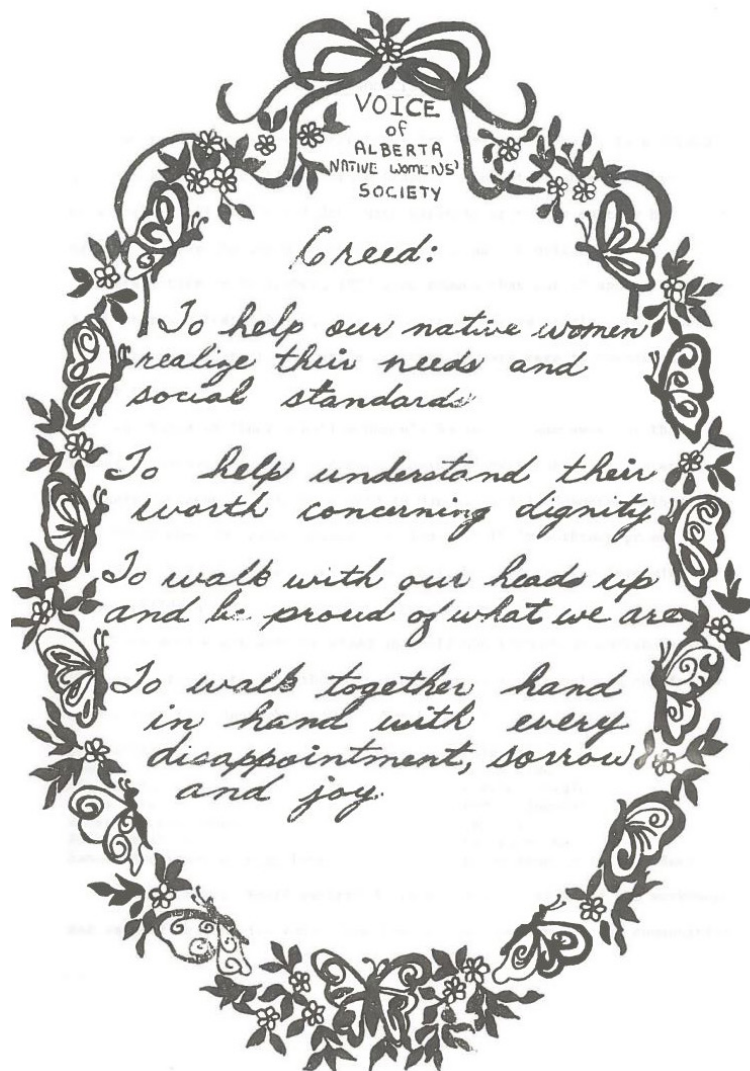 VOICE
of
ALBERTA
NATIVE WOMENS'
SOCIETY
Creed:
To help our native women
realize their needs and
social standards
To help understand their
worth concerning dignity
To walk with our heads up
and be proud of what we are
To walk together hand
in hand with every
disappointment, sorrow
and joy.